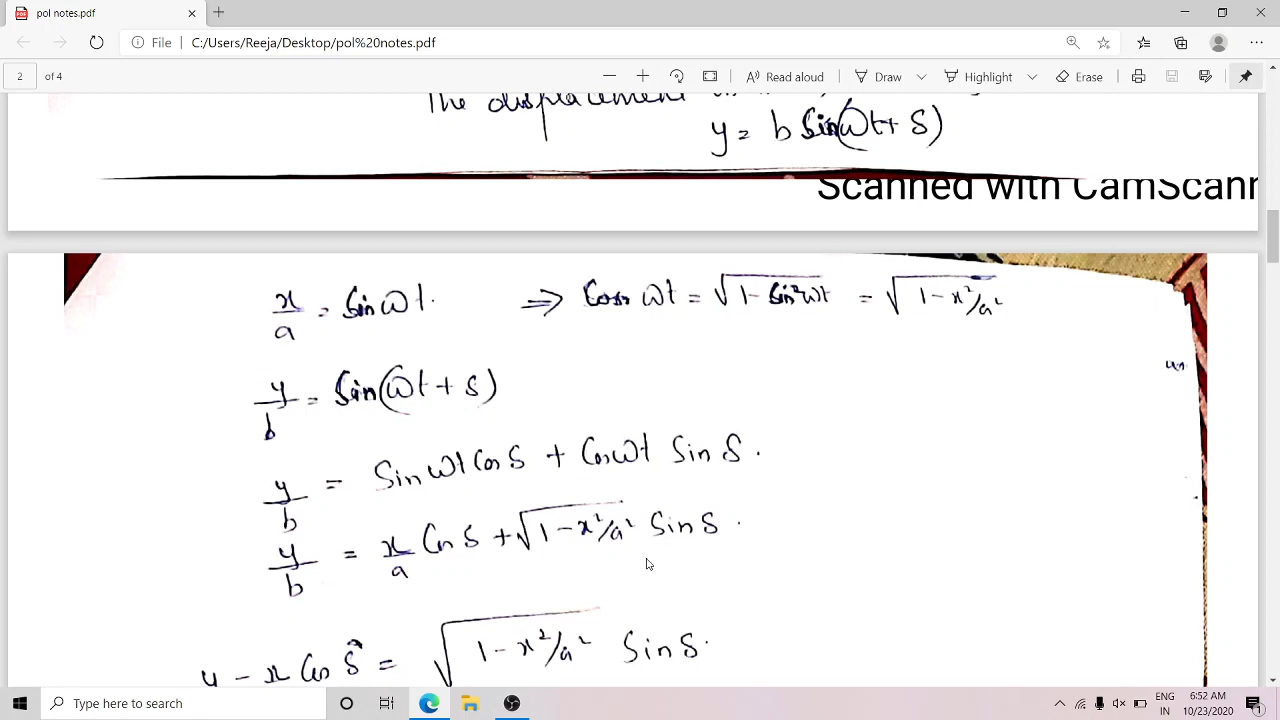 pol notes.pdf
File C:/Users/Reeja/Desktop/pol%20notes.pdf
2 of 4 Read aloud Draw Highlight Erase
The displacement
y = b Sin(ωt + δ)
Scanned with CamScann
x/a = Sin ωt. ⇒ Cos ωt = √(1 - Sin²ωt) = √(1 - x²/a²)
y/b = Sin(ωt + δ)
y/b = Sin ωt Cos δ + Cos ωt Sin δ.
y/b = x/a Cos δ + √(1 - x²/a²) Sin δ.
y - x Cos δ = √(1 - x²/a²) Sin δ.
Type here to search
ENG
IN
6:52 AM
10/23/2020
1